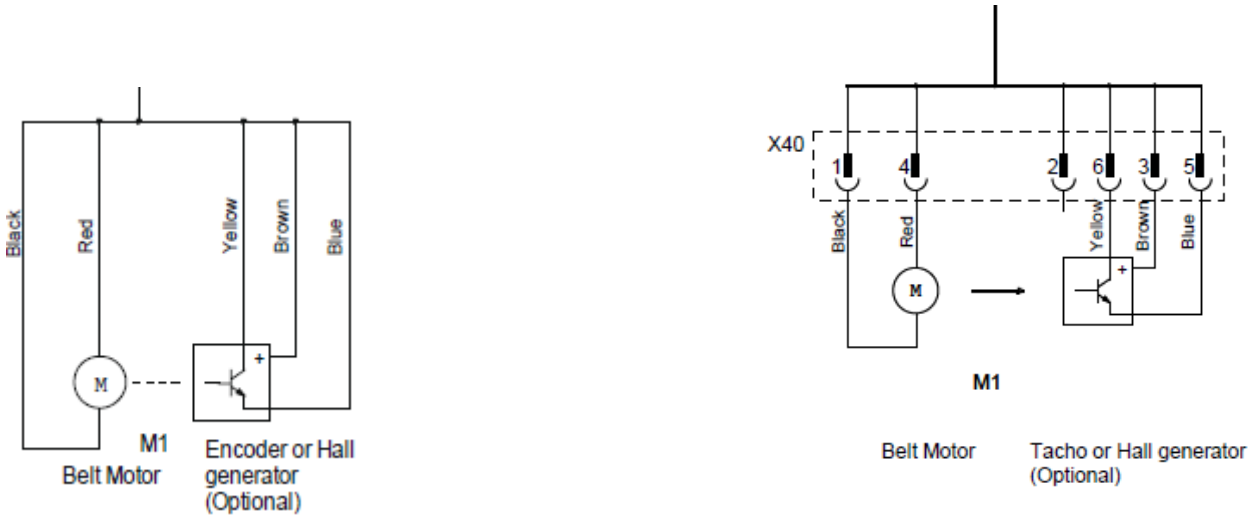 Black
Red
Yellow
Brown
Blue
M
+
M1
Belt Motor
Encoder or Hall
generator
(Optional)
X40
1
4
2
6
3
5
Black
Red
Yellow
Brown
Blue
M
+
M1
Belt Motor
Tacho or Hall generator
(Optional)